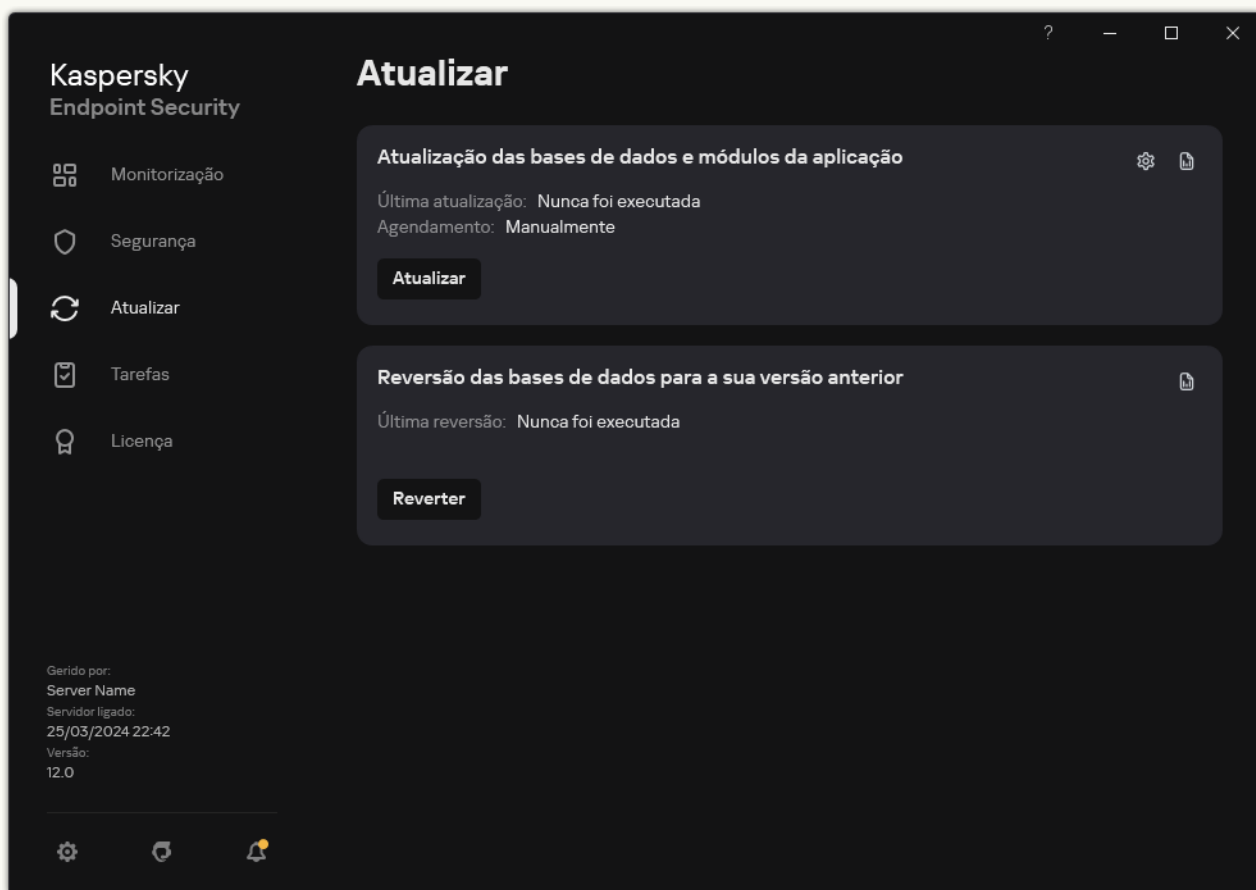 ?
Kaspersky
Endpoint Security
Monitorização
Segurança
Atualizar
Tarefas
Licença
Gerido por:
Server Name
Servidor ligado:
25/03/2024 22:42
Versão:
12.0
Atualizar
Atualização das bases de dados e módulos da aplicação
Última atualização: Nunca foi executada
Agendamento: Manualmente
Atualizar
Reversão das bases de dados para a sua versão anterior
Última reversão: Nunca foi executada
Reverter